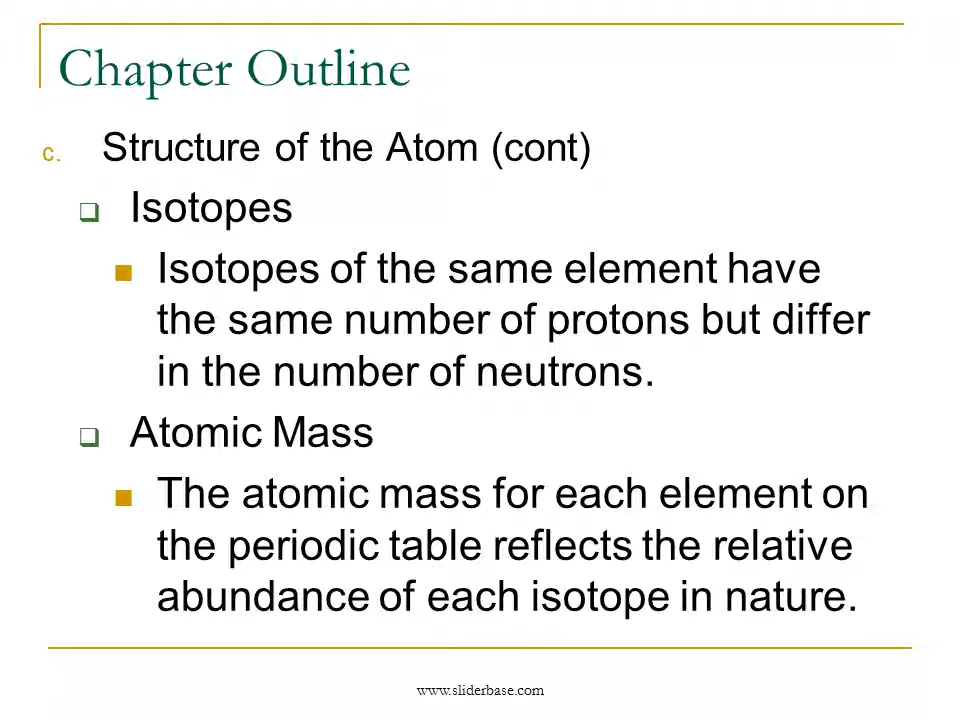 Chapter Outline
c. Structure of the Atom (cont)
Isotopes
Isotopes of the same element have
the same number of protons but differ
in the number of neutrons.
Atomic Mass
The atomic mass for each element on
the periodic table reflects the relative
abundance of each isotope in nature.
www.sliderbase.com